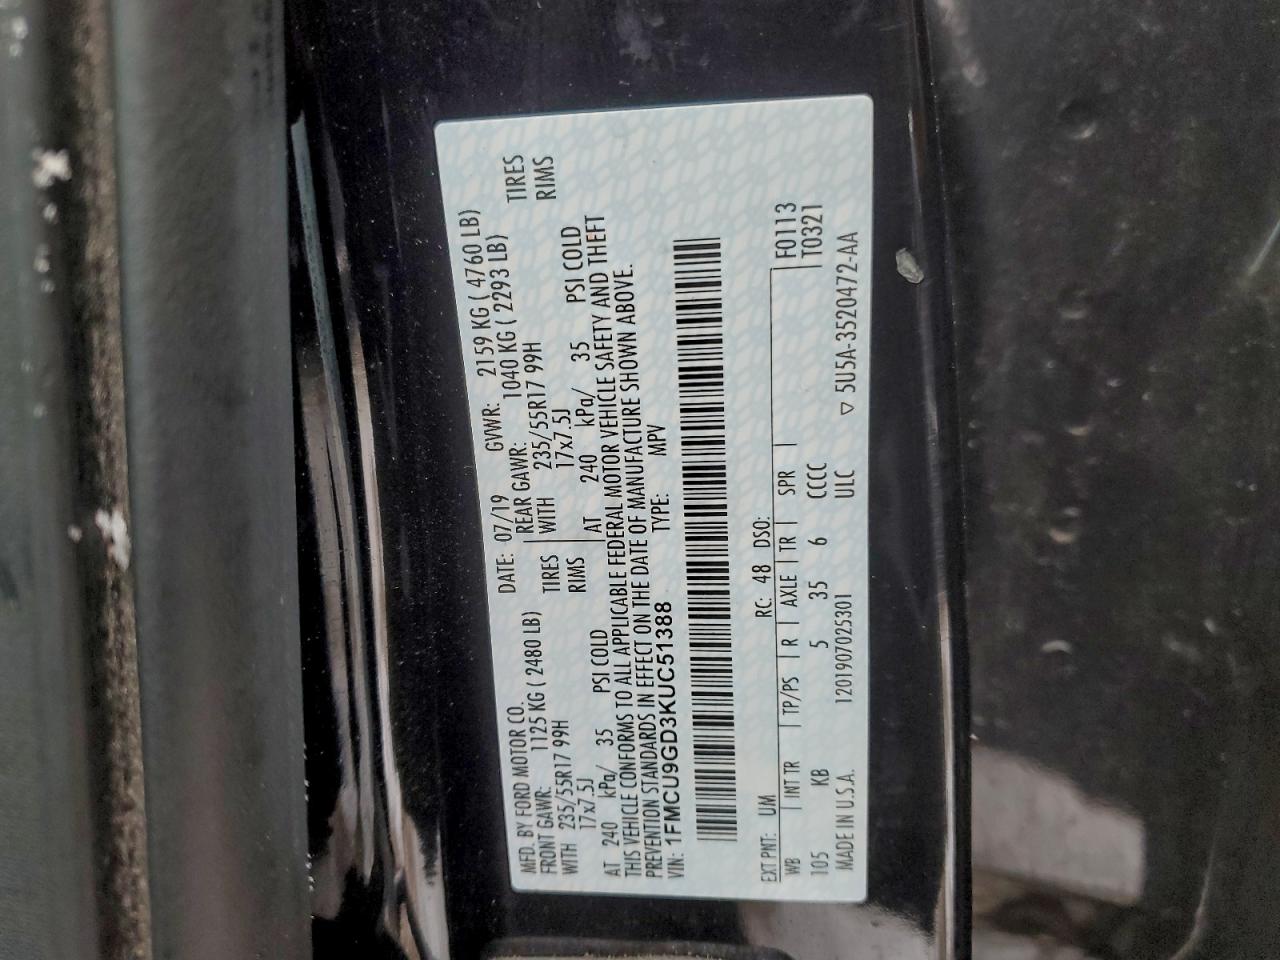 MFD. BY FORD MOTOR CO. DATE: 07/19 GVWR: 2159 KG ( 4760 LB)
FRONT GAWR: 1125 KG ( 2480 LB) REAR GAWR: 1040 KG ( 2293 LB)
WITH 235/55R17 99H TIRES WITH 235/55R17 99H TIRES
17x7.5J RIMS 17x7.5J RIMS
AT 240 kPa/ 35 PSI COLD AT 240 kPa/ 35 PSI COLD
THIS VEHICLE CONFORMS TO ALL APPLICABLE FEDERAL MOTOR VEHICLE SAFETY AND THEFT
PREVENTION STANDARDS IN EFFECT ON THE DATE OF MANUFACTURE SHOWN ABOVE.
VIN: 1FMCU9GD3KUC51388 TYPE: MPV
EXT PNT: UM RC: 48 DSO: F0113
WB INT TR TP/PS R AXLE TR SPR T0321
105 KB 5 35 6 CCCC
MADE IN U.S.A. 1201907025301 ULC ▽ 5U5A-3520472-AA